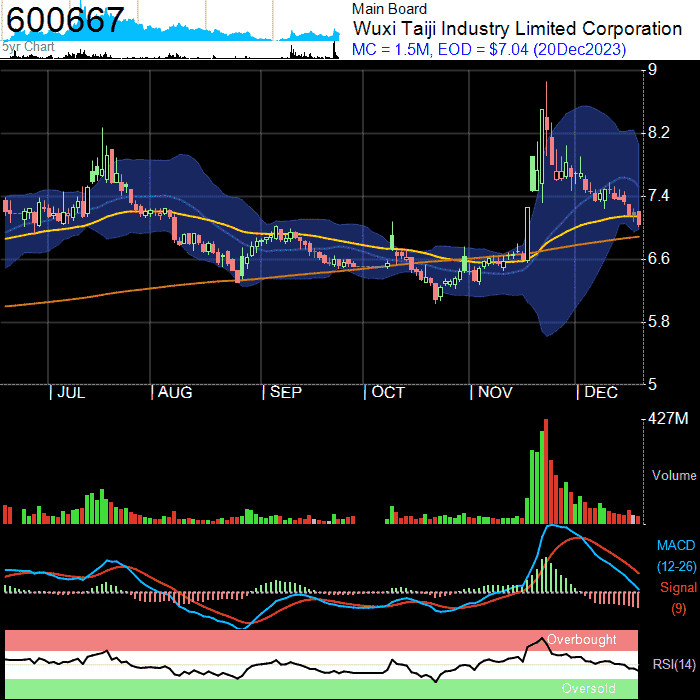 600667
5yr Chart
Main Board
Wuxi Taiji Industry Limited Corporation
MC = 1.5M, EOD = $7.04 (20Dec2023)
9
8.2
7.4
6.6
5.8
5
| JUL | AUG | SEP | OCT | NOV | DEC
427M
Volume
MACD
(12-26)
Signal
(9)
Overbought
RSI(14)
Oversold